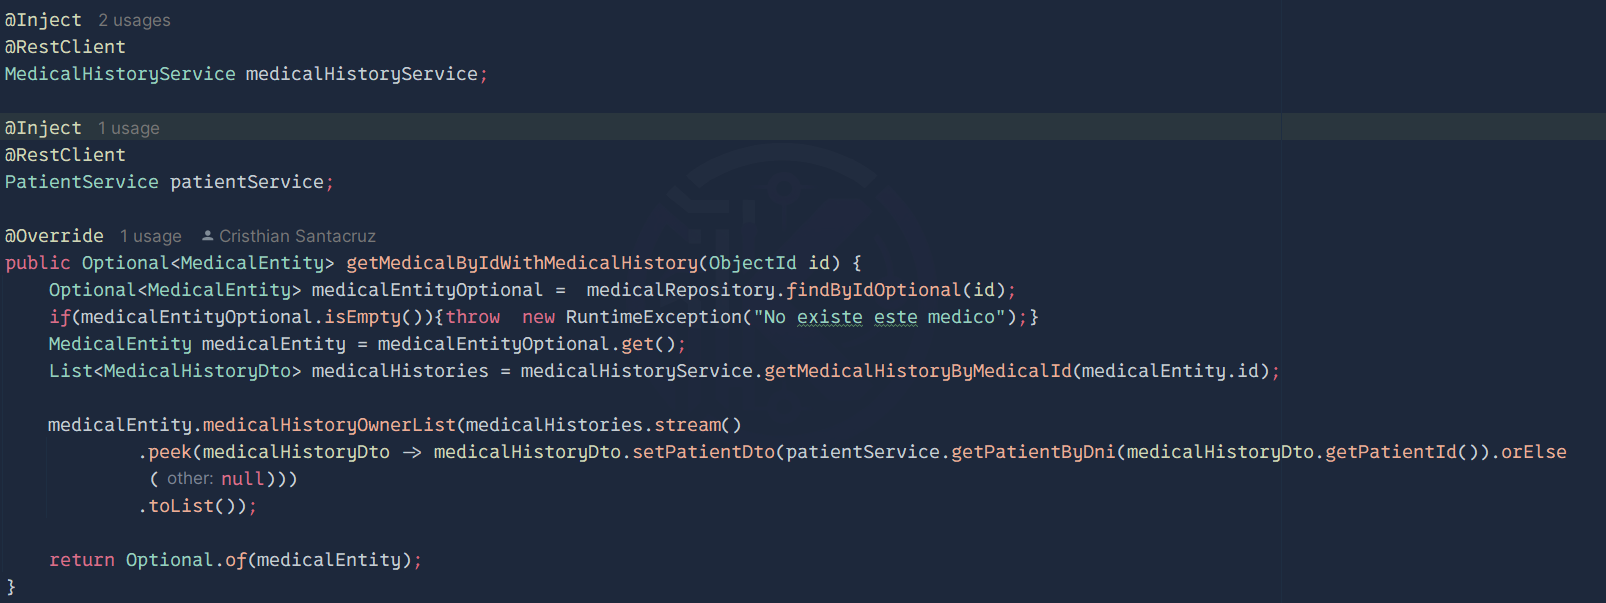 @Inject 2 usages
@RestClient
MedicalHistoryService medicalHistoryService;
@Inject 1 usage
@RestClient
PatientService patientService;
@Override 1 usage Cristhian Santacruz
public Optional<MedicalEntity> getMedicalByIdWithMedicalHistory(ObjectId id) {
Optional<MedicalEntity> medicalEntityOptional =  medicalRepository.findByIdOptional(id);
if(medicalEntityOptional.isEmpty()){throw  new RuntimeException("No existe este medico");}
MedicalEntity medicalEntity = medicalEntityOptional.get();
List<MedicalHistoryDto> medicalHistories = medicalHistoryService.getMedicalHistoryByMedicalId(medicalEntity.id);
medicalEntity.medicalHistoryOwnerList(medicalHistories.stream()
.peek(medicalHistoryDto -> medicalHistoryDto.setPatientDto(patientService.getPatientByDni(medicalHistoryDto.getPatientId()).orElse
( other: null)))
.toList());
return Optional.of(medicalEntity);
}